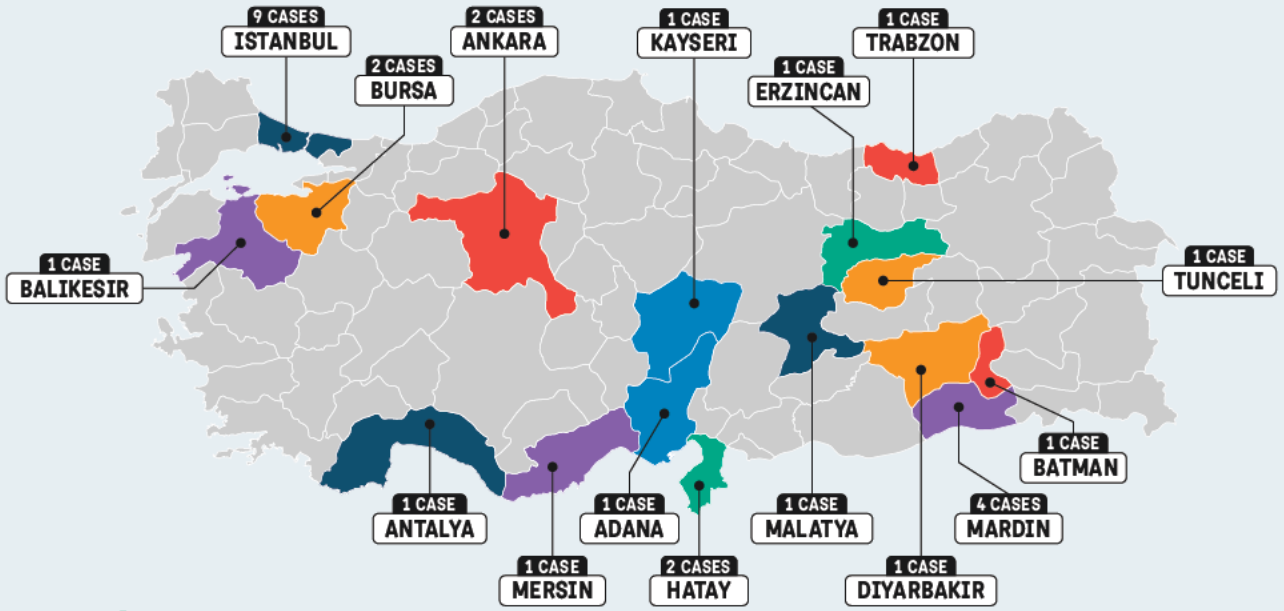 9 CASES
ISTANBUL
2 CASES
ANKARA
1 CASE
KAYSERI
1 CASE
TRABZON
2 CASES
BURSA
1 CASE
ERZINCAN
1 CASE
BALIKESIR
1 CASE
TUNCELI
1 CASE
BATMAN
1 CASE
ANTALYA
1 CASE
ADANA
1 CASE
MALATYA
4 CASES
MARDIN
1 CASE
MERSIN
2 CASES
HATAY
1 CASE
DIYARBAKIR